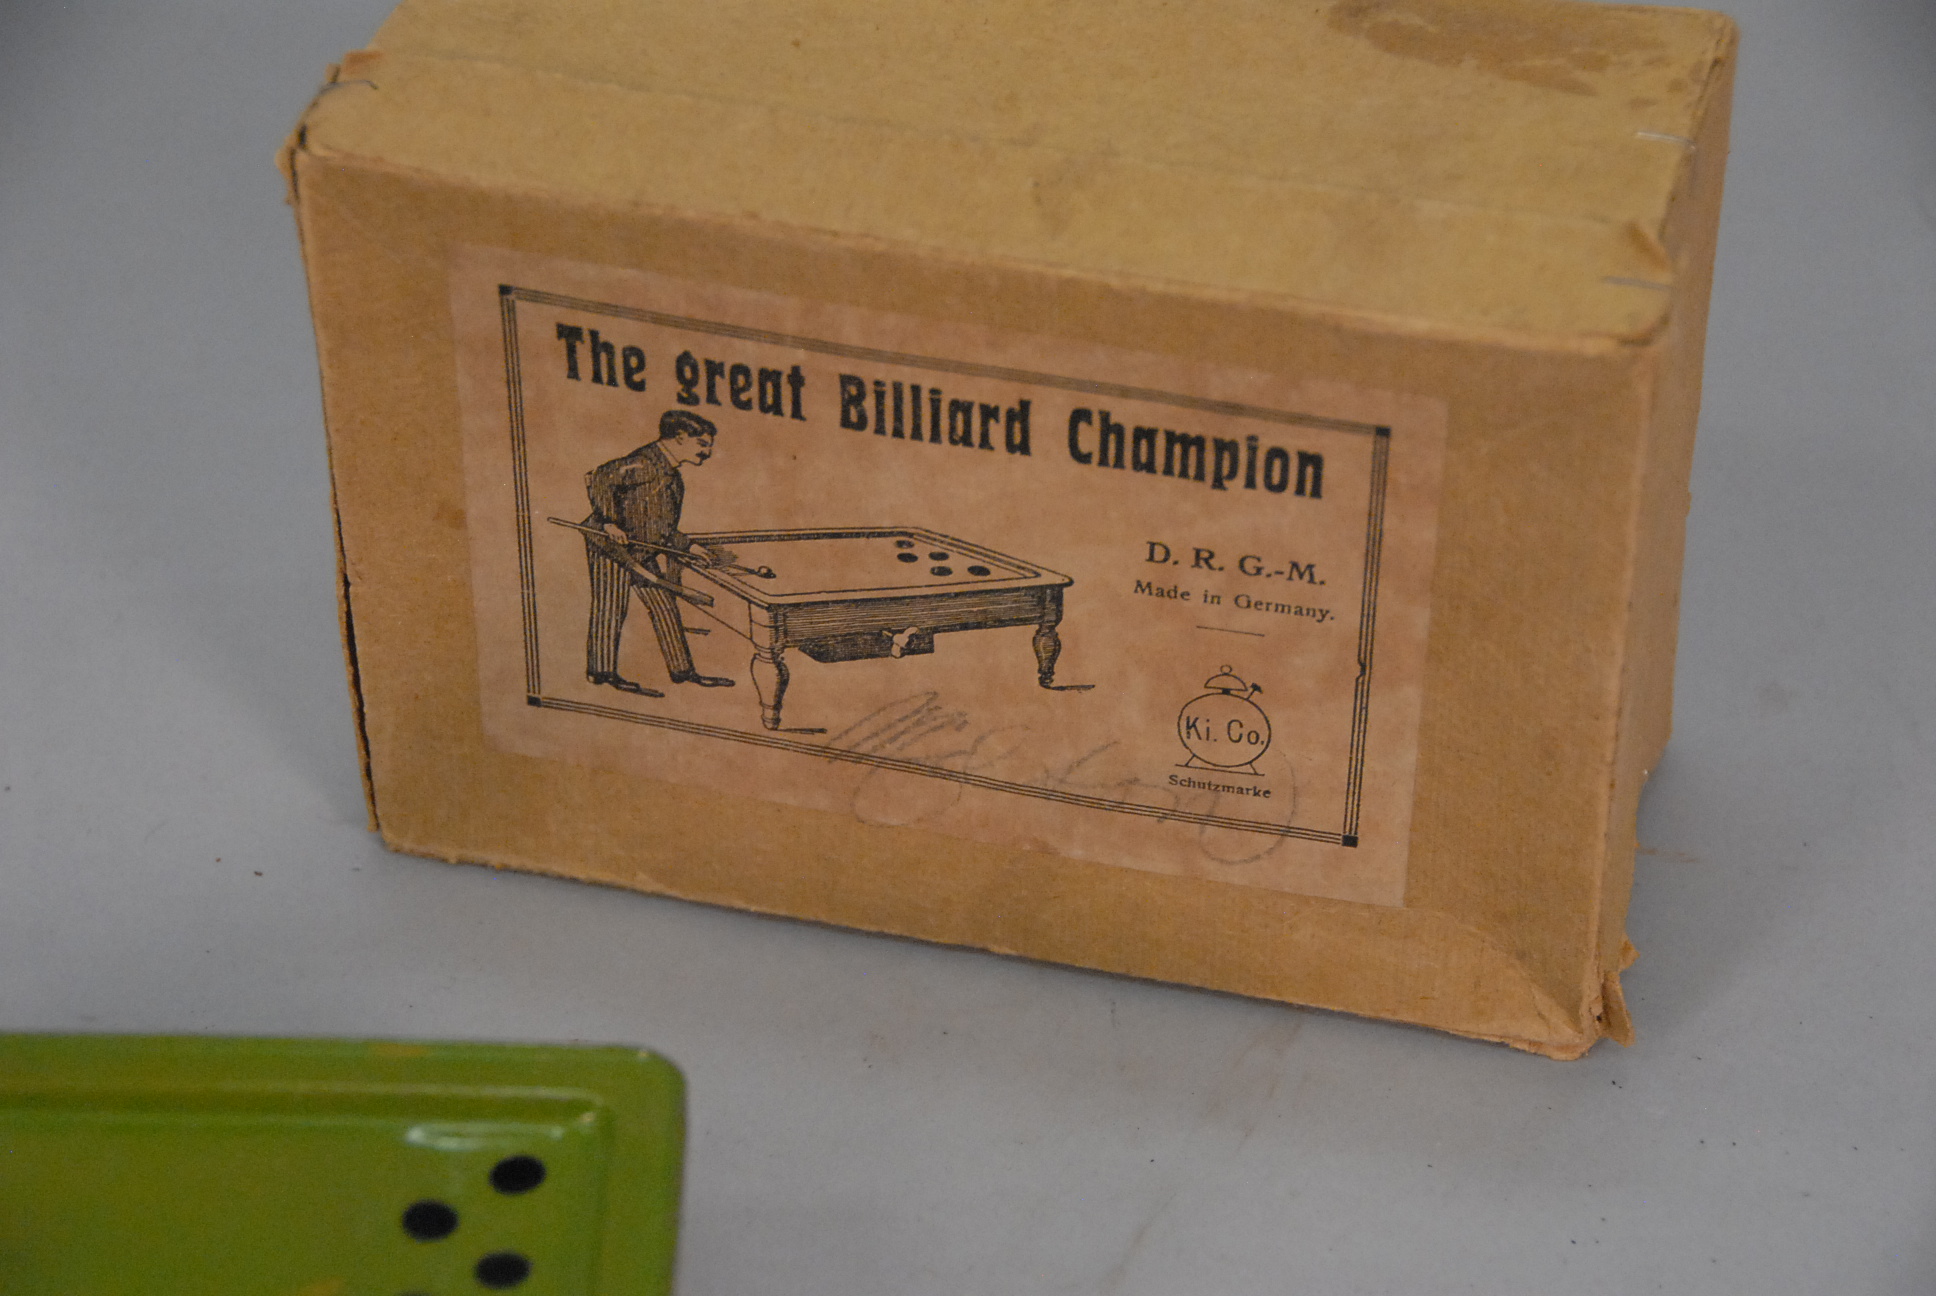 The great Billiard Champion
D. R. G.-M.
Made in Germany.
Ki. Co.
Schutzmarke